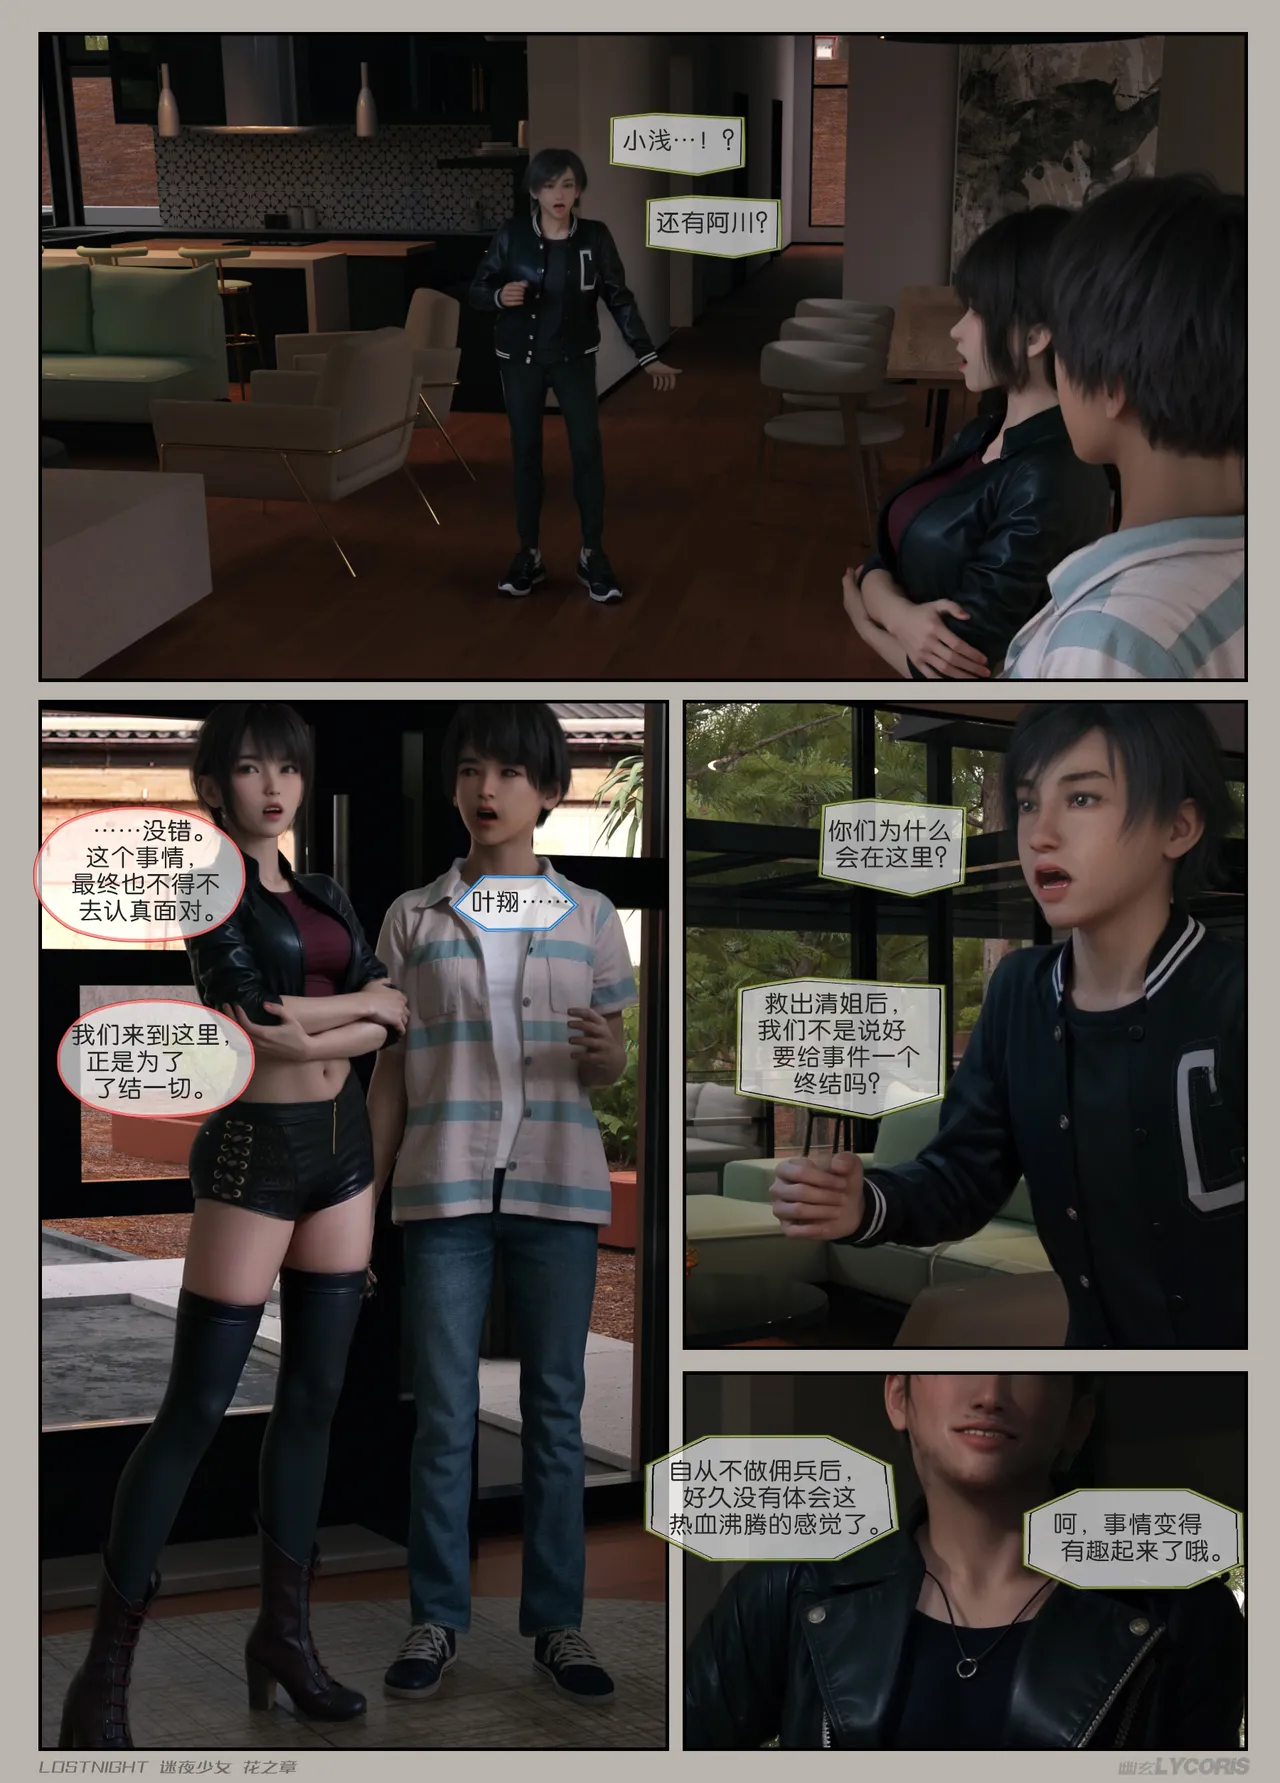 小浅…！？
还有阿川？
……没错。
这个事情，
最终也不得不
去认真面对。
叶翔……
我们来到这里，
正是为了
了结一切。
你们为什么
会在这里？
救出清姐后，
我们不是说好
要给事件一个
终结吗？
自从不做佣兵后，
好久没有体会这
热血沸腾的感觉了。
呵，事情变得
有趣起来了哦。
LOSTNIGHT 迷夜少女 花之章
幽玄LYCORIS